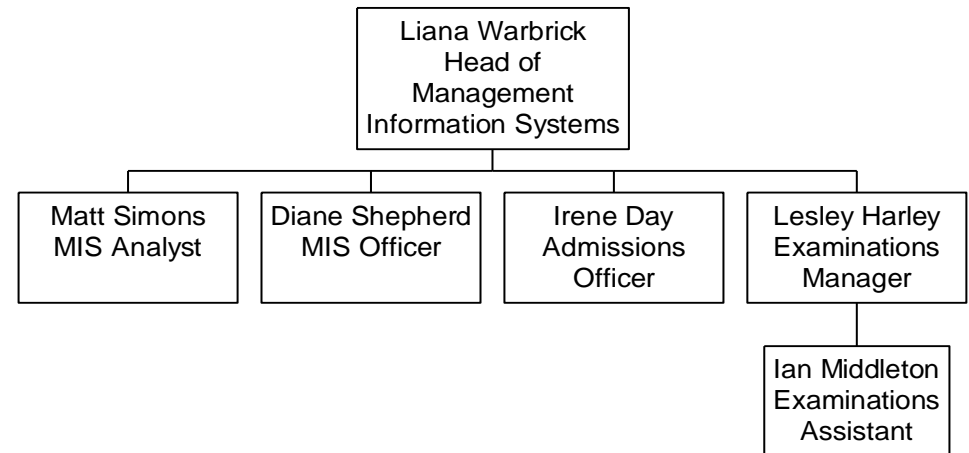 Liana Warbrick
Head of
Management
Information Systems
Matt Simons
MIS Analyst
Diane Shepherd
MIS Officer
Irene Day
Admissions
Officer
Lesley Harley
Examinations
Manager
Ian Middleton
Examinations
Assistant